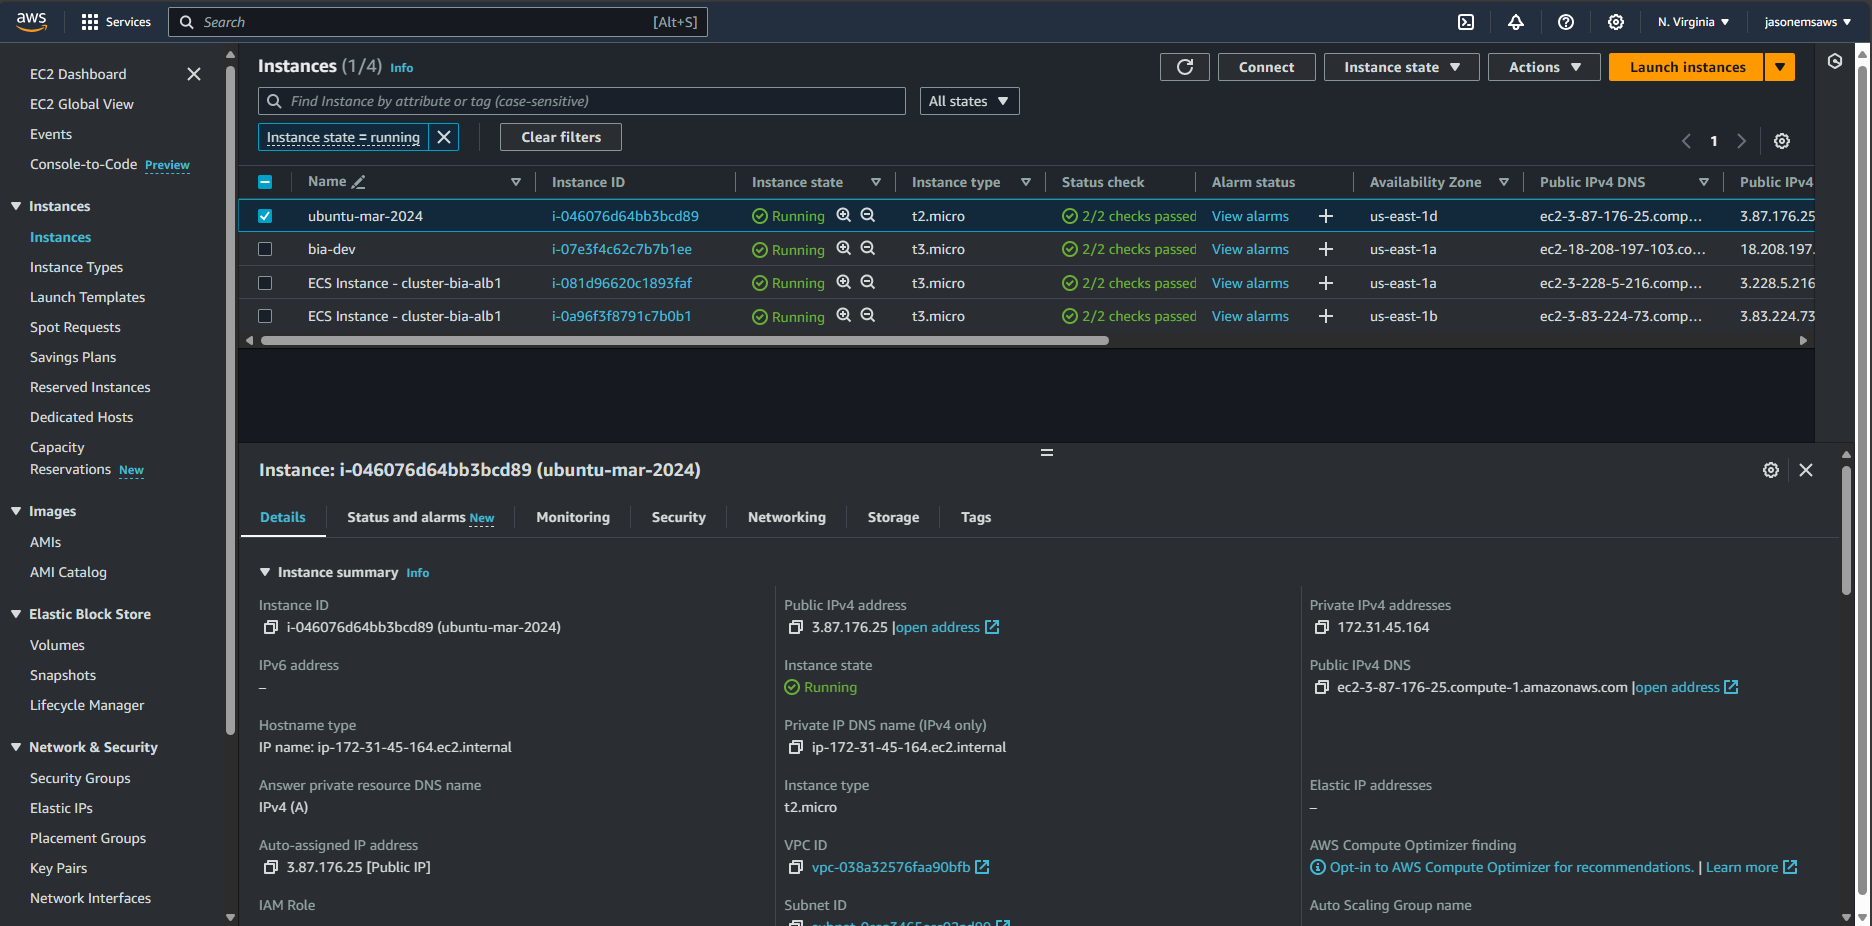 aws Services Search [Alt+S] N. Virginia jasonemsaws
EC2 Dashboard
EC2 Global View
Events
Console-to-Code Preview
Instances
Instances
Instance Types
Launch Templates
Spot Requests
Savings Plans
Reserved Instances
Dedicated Hosts
Capacity
Reservations New
Images
AMIs
AMI Catalog
Elastic Block Store
Volumes
Snapshots
Lifecycle Manager
Network & Security
Security Groups
Elastic IPs
Placement Groups
Key Pairs
Network Interfaces
Instances (1/4) Info Connect Instance state Actions Launch instances
Find Instance by attribute or tag (case-sensitive) All states
Instance state = running Clear filters 1
Name Instance ID Instance state Instance type Status check Alarm status Availability Zone Public IPv4 DNS Public IPv4
ubuntu-mar-2024 i-046076d64bb3bcd89 Running t2.micro 2/2 checks passed View alarms us-east-1d ec2-3-87-176-25.comp... 3.87.176.25
bia-dev i-07e3f4c62c7b7b1ee Running t3.micro 2/2 checks passed View alarms us-east-1a ec2-18-208-197-103.co... 18.208.197.
ECS Instance - cluster-bia-alb1 i-081d96620c1893faf Running t3.micro 2/2 checks passed View alarms us-east-1a ec2-3-228-5-216.comp... 3.228.5.216
ECS Instance - cluster-bia-alb1 i-0a96f3f8791c7b0b1 Running t3.micro 2/2 checks passed View alarms us-east-1b ec2-3-83-224-73.comp... 3.83.224.73
Instance: i-046076d64bb3bcd89 (ubuntu-mar-2024)
Details Status and alarms New Monitoring Security Networking Storage Tags
Instance summary Info
Instance ID Public IPv4 address Private IPv4 addresses
i-046076d64bb3bcd89 (ubuntu-mar-2024) 3.87.176.25 |open address 172.31.45.164
IPv6 address Instance state Public IPv4 DNS
– Running ec2-3-87-176-25.compute-1.amazonaws.com |open address
Hostname type Private IP DNS name (IPv4 only)
IP name: ip-172-31-45-164.ec2.internal ip-172-31-45-164.ec2.internal
Answer private resource DNS name Instance type Elastic IP addresses
IPv4 (A) t2.micro –
Auto-assigned IP address VPC ID AWS Compute Optimizer finding
3.87.176.25 [Public IP] vpc-038a32576faa90bfb Opt-in to AWS Compute Optimizer for recommendations. | Learn more
IAM Role Subnet ID Auto Scaling Group name